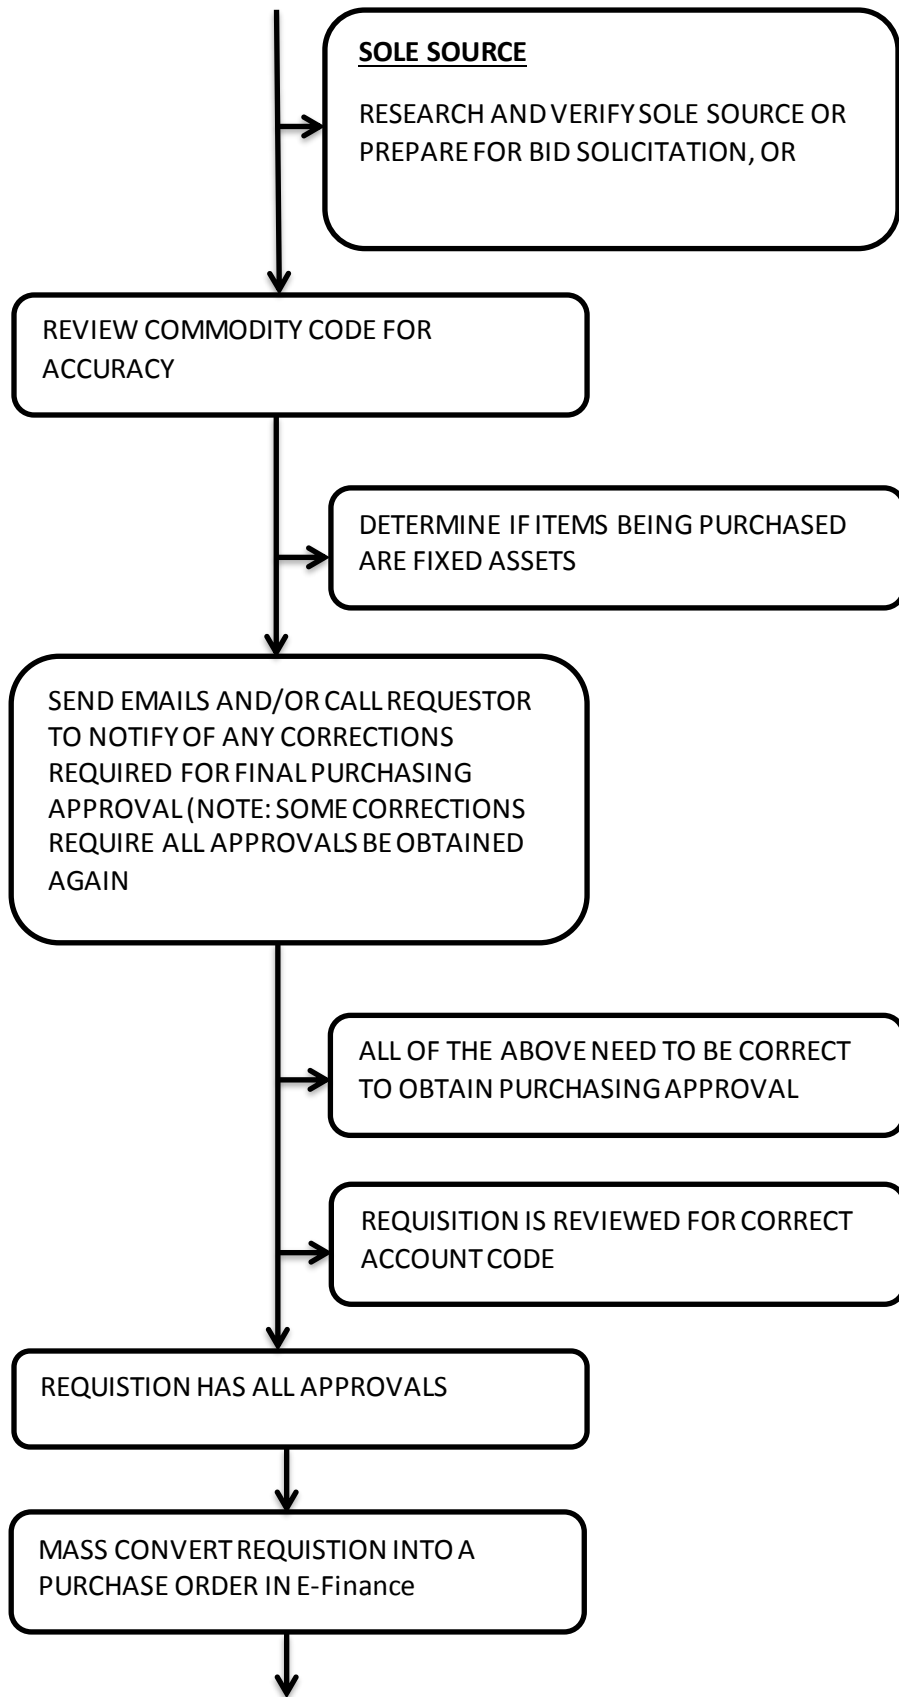 SOLE SOURCE
RESEARCH AND VERIFY SOLE SOURCE OR
PREPARE FOR BID SOLICITATION, OR
REVIEW COMMODITY CODE FOR
ACCURACY
DETERMINE IF ITEMS BEING PURCHASED
ARE FIXED ASSETS
SEND EMAILS AND/OR CALL REQUESTOR
TO NOTIFY OF ANY CORRECTIONS
REQUIRED FOR FINAL PURCHASING
APPROVAL (NOTE: SOME CORRECTIONS
REQUIRE ALL APPROVALS BE OBTAINED
AGAIN
ALL OF THE ABOVE NEED TO BE CORRECT
TO OBTAIN PURCHASING APPROVAL
REQUISITION IS REVIEWED FOR CORRECT
ACCOUNT CODE
REQUISTION HAS ALL APPROVALS
MASS CONVERT REQUISTION INTO A
PURCHASE ORDER IN E-Finance